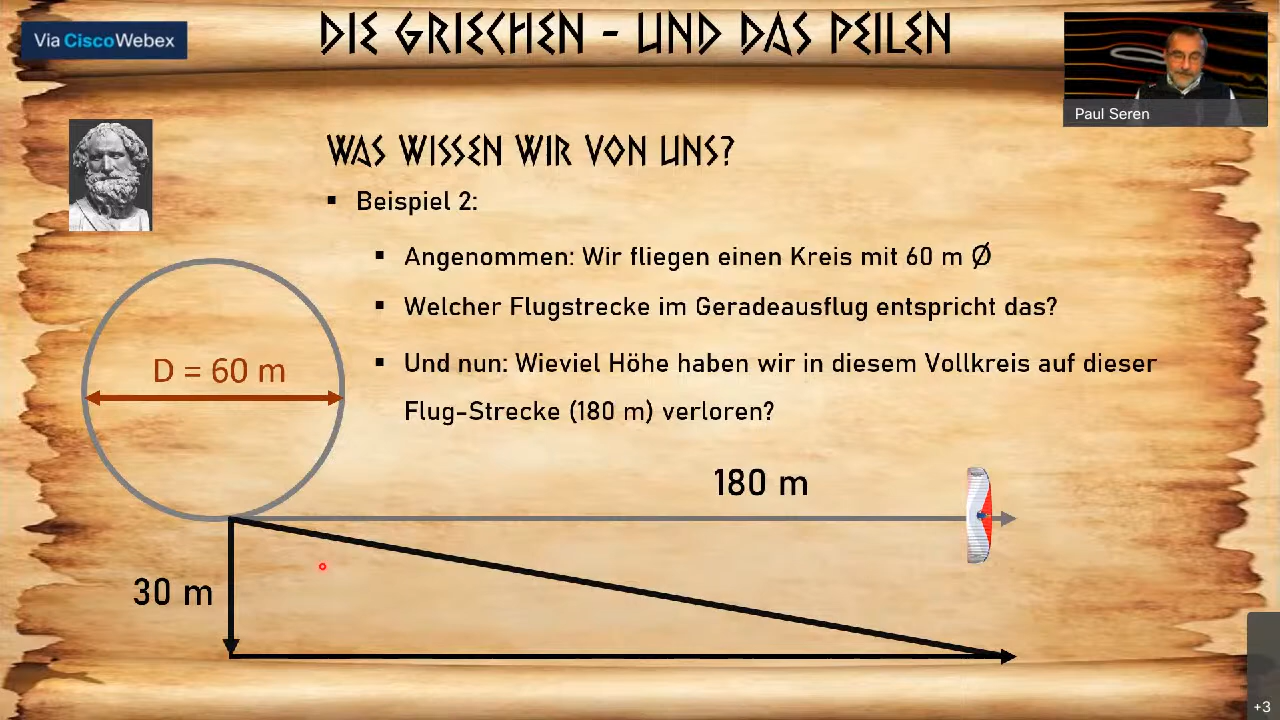 Via CiscoWebex
DIE GRIECHEN - UND DAS PEILEN
Paul Seren
WAS WISSEN WIR VON UNS?
▪ Beispiel 2:
▪ Angenommen: Wir fliegen einen Kreis mit 60 m Ø
▪ Welcher Flugstrecke im Geradeausflug entspricht das?
▪ Und nun: Wieviel Höhe haben wir in diesem Vollkreis auf dieser
Flug-Strecke (180 m) verloren?
D = 60 m
180 m
30 m
+3